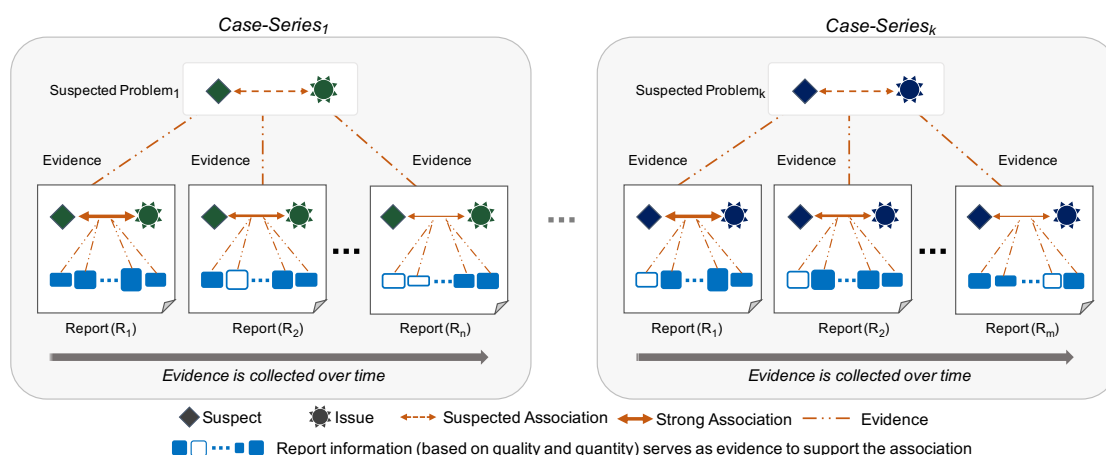 Case-Series1
Case-Seriesk
Suspected Problem1
Suspected Problemk
Evidence
Evidence
Evidence
Evidence
Evidence
Evidence
Report (R1)
Report (R2)
Report (Rn)
...
Report (R1)
Report (R2)
Report (Rm)
Evidence is collected over time
Evidence is collected over time
Suspect
Issue
Suspected Association
Strong Association
Evidence
Report information (based on quality and quantity) serves as evidence to support the association